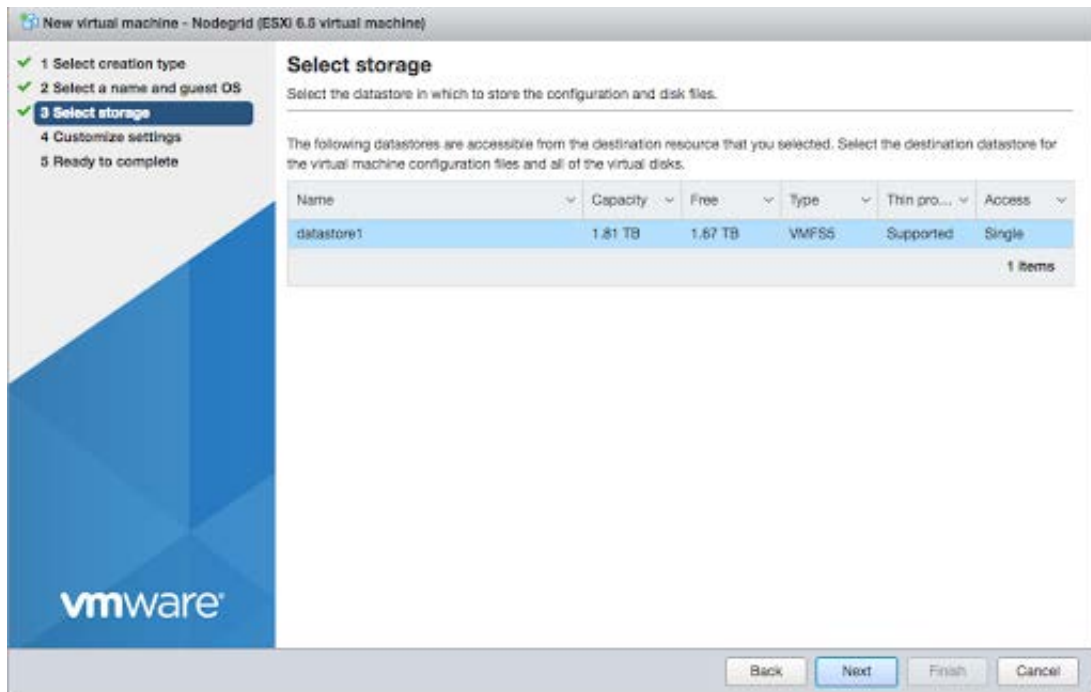 New virtual machine - Nodegrid (ESXi 6.5 virtual machine)
1 Select creation type
2 Select a name and guest OS
3 Select storage
4 Customize settings
5 Ready to complete
Select storage
Select the datastore in which to store the configuration and disk files.
The following datastores are accessible from the destination resource that you selected. Select the destination datastore for
the virtual machine configuration files and all of the virtual disks.
Name Capacity Free Type Thin pro... Access
datastore1 1.81 TB 1.67 TB VMFS5 Supported Single
1 items
vmware
Back Next Finish Cancel